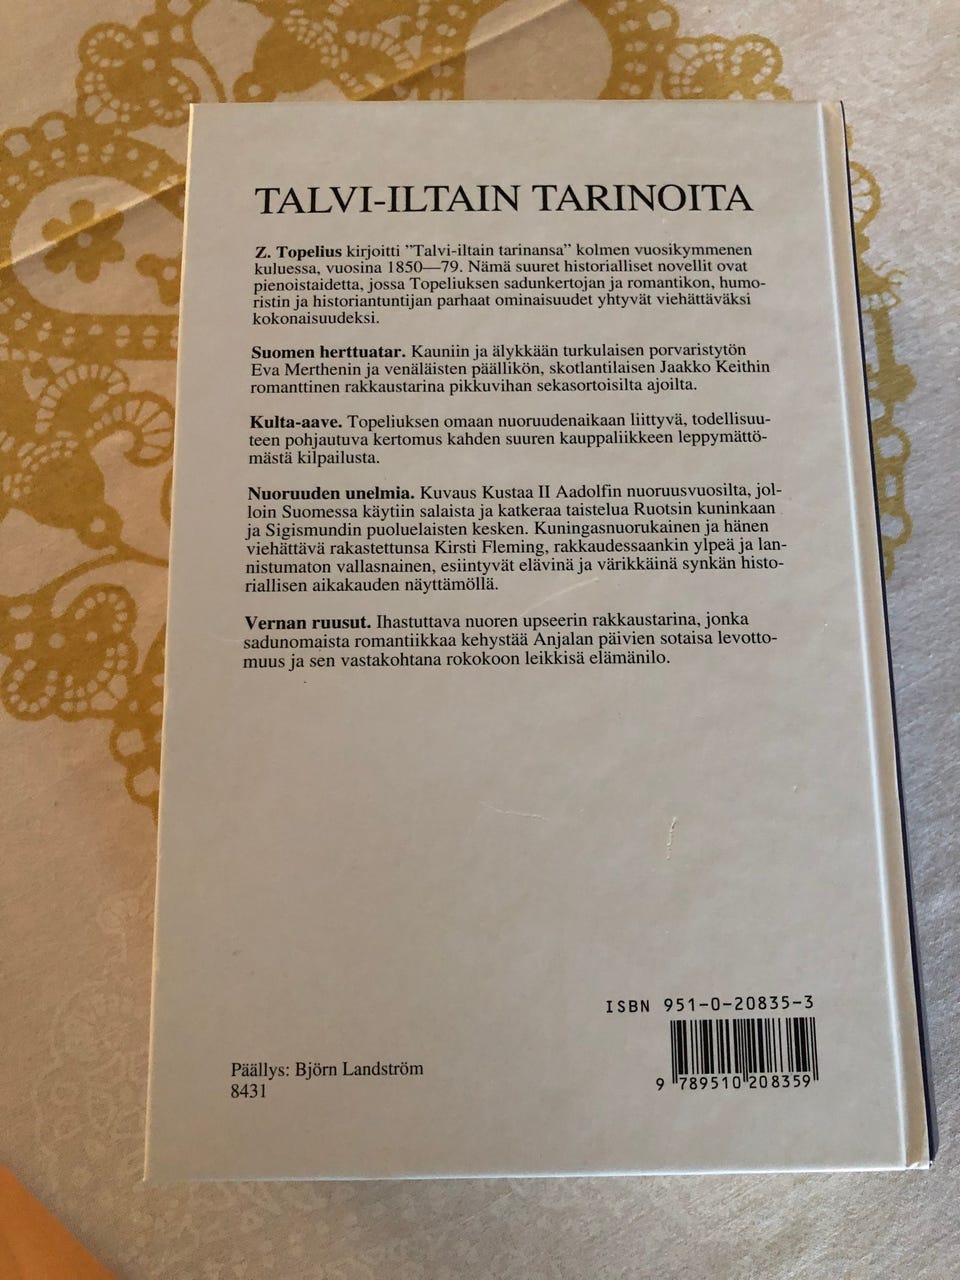 TALVI-ILTAIN TARINOITA
Z. Topelius kirjoitti ”Talvi-iltain tarinansa” kolmen vuosikymmenen
kuluessa, vuosina 1850—79. Nämä suuret historialliset novellit ovat
pienoistaidetta, jossa Topeliuksen sadunkertojan ja romantikon, humo-
ristin ja historiantuntijan parhaat ominaisuudet yhtyvät viehättäväksi
kokonaisuudeksi.
Suomen herttuatar. Kauniin ja älykkään turkulaisen porvaristytön
Eva Merthenin ja venäläisten päällikön, skotlantilaisen Jaakko Keithin
romanttinen rakkaustarina pikkuvihan sekasortoisilta ajoilta.
Kulta-aave. Topeliuksen omaan nuoruudenaikaan liittyvä, todellisuu-
teen pohjautuva kertomus kahden suuren kauppaliikkeen leppymättö-
mästä kilpailusta.
Nuoruuden unelmia. Kuvaus Kustaa II Aadolfin nuoruusvuosilta, jol-
loin Suomessa käytiin salaista ja katkeraa taistelua Ruotsin kuninkaan
ja Sigismundin puoluelaisten kesken. Kuningasnuorukainen ja hänen
viehättävä rakastettunsa Kirsti Fleming, rakkaudessaankin ylpeä ja lan-
nistumaton vallasnainen, esiintyvät elävinä ja värikkäinä synkän histo-
riallisen aikakauden näyttämöllä.
Vernan ruusut. Ihastuttava nuoren upseerin rakkaustarina, jonka
sadunomaista romantiikkaa kehystää Anjalan päivien sotaisa levotto-
muus ja sen vastakohtana rokokoon leikkisä elämänilo.
ISBN 951-0-20835-3
9 789510 208359
Päällys: Björn Landström
8431